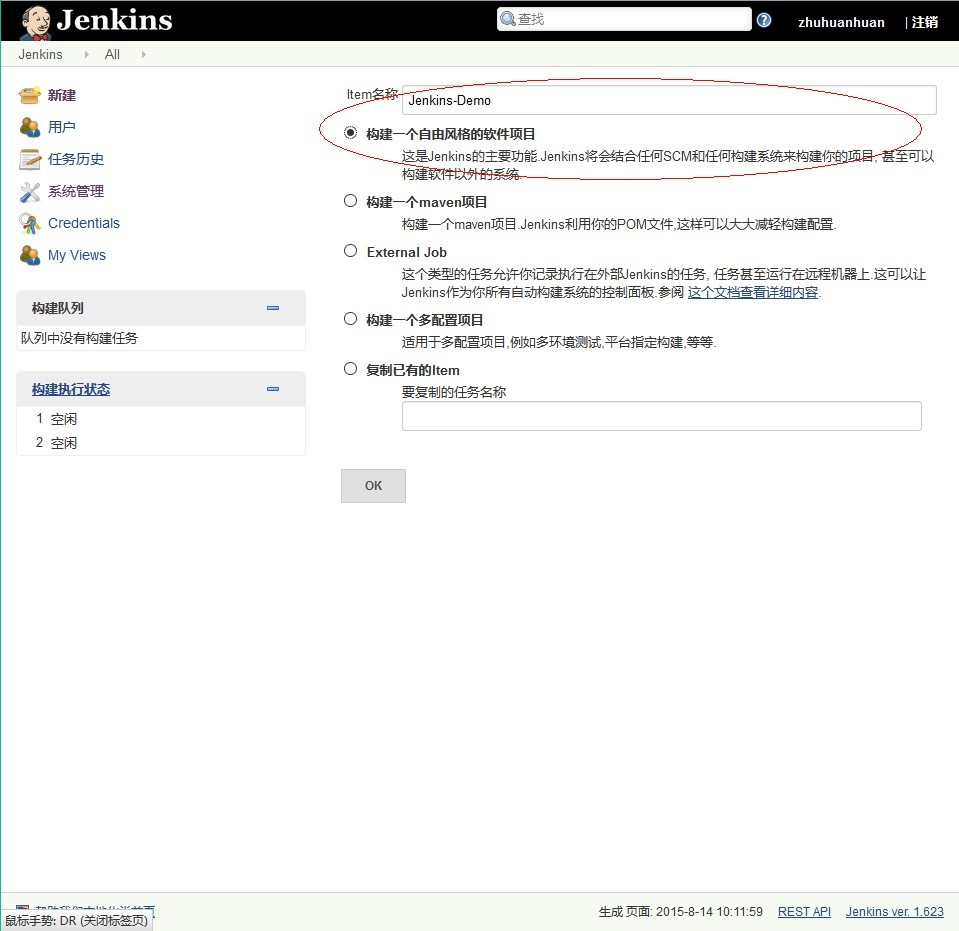 Jenkins
查找
zhuhuanhuan
| 注销
Jenkins
All
新建
用户
任务历史
系统管理
Credentials
My Views
构建队列
队列中没有构建任务
构建执行状态
1 空闲
2 空闲
Item名称
Jenkins-Demo
构建一个自由风格的软件项目
这是Jenkins的主要功能.Jenkins将会结合任何SCM和任何构建系统来构建你的项目, 甚至可以
构建软件以外的系统.
构建一个maven项目
构建一个maven项目.Jenkins利用你的POM文件,这样可以大大减轻构建配置.
External Job
这个类型的任务允许你记录执行在外部Jenkins的任务, 任务甚至运行在远程机器上.这可以让
Jenkins作为你所有自动构建系统的控制面板.参阅 这个文档查看详细内容.
构建一个多配置项目
适用于多配置项目,例如多环境测试,平台指定构建,等等.
复制已有的Item
要复制的任务名称
OK
帮助我们本地化当前页
生成 页面: 2015-8-14 10:11:59
REST API
Jenkins ver. 1.623
鼠标手势: DR (关闭标签页)